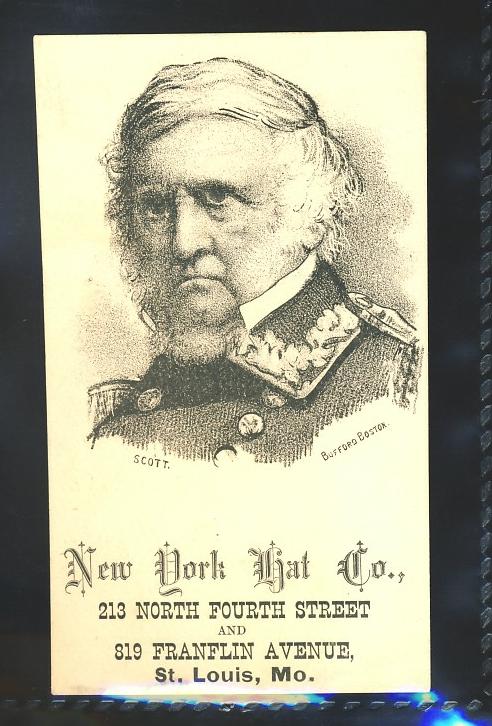 SCOTT.
BUFFORD BOSTON.
New York Hat Co.,
213 NORTH FOURTH STREET
AND
819 FRANFLIN AVENUE,
St. Louis, Mo.